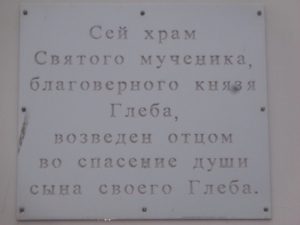 Сей храм
Святого мученика,
благоверного князя
Глеба,
возведен отцом
во спасение души
сына своего Глеба.